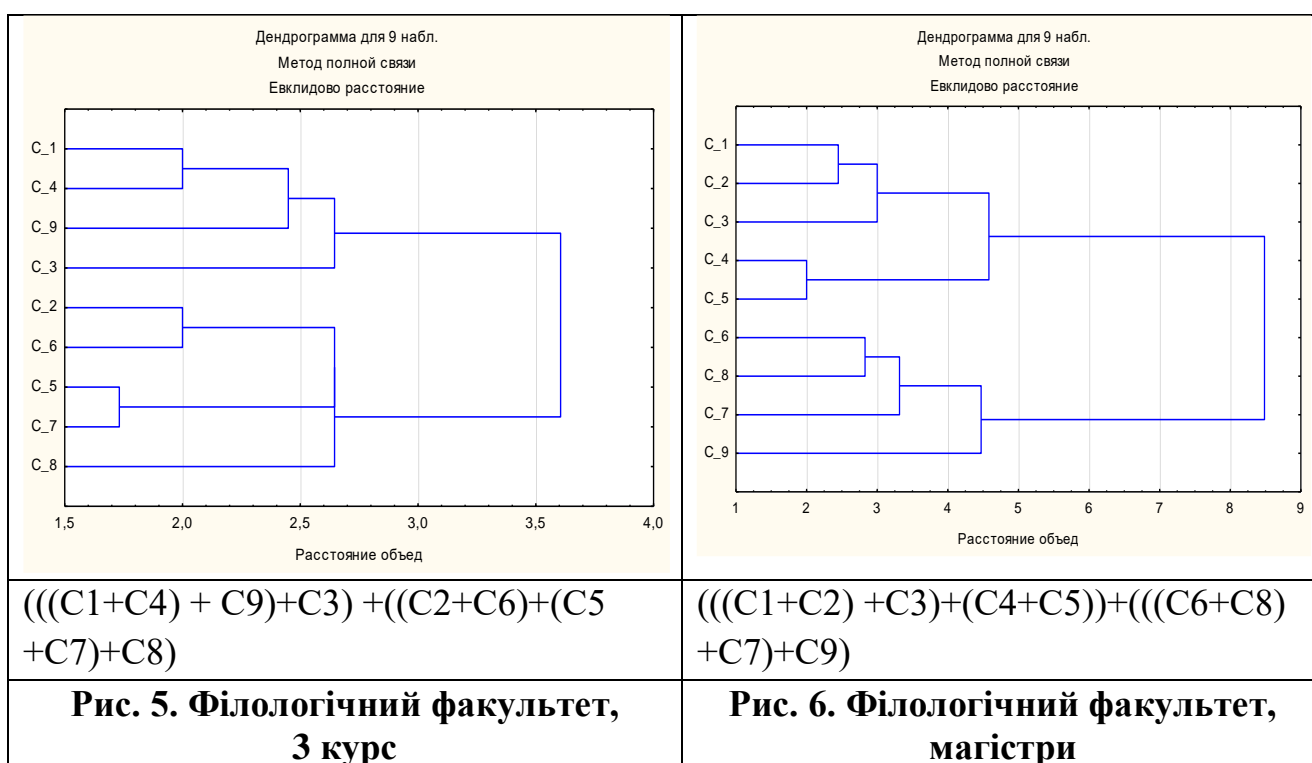 Дендрограмма для 9 набл.
Метод полной связи
Евклидово расстояние
C_1
C_4
C_9
C_3
C_2
C_6
C_5
C_7
C_8
1,5 2,0 2,5 3,0 3,5 4,0
Расстояние объед
(((C1+C4) + C9)+C3) +((C2+C6)+(C5
+C7)+C8)
Рис. 5. Філологічний факультет,
3 курс
Дендрограмма для 9 набл.
Метод полной связи
Евклидово расстояние
C_1
C_2
C_3
C_4
C_5
C_6
C_8
C_7
C_9
1 2 3 4 5 6 7 8 9
Расстояние объед
(((C1+C2) +C3)+(C4+C5))+(((C6+C8)
+C7)+C9)
Рис. 6. Філологічний факультет,
магістри